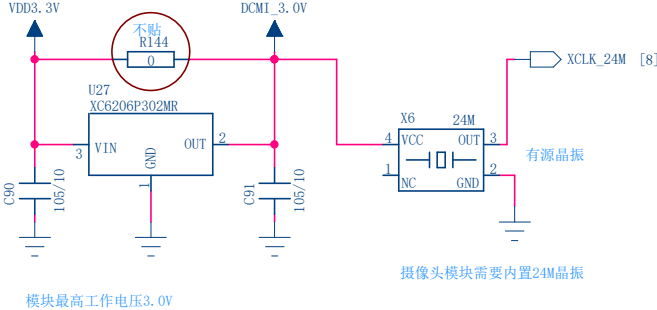 VDD3.3V
DCMI_3.0V
不贴
R144
0
XCLK_24M [8]
U27
XC6206P302MR
VIN
OUT
GND
3
2
1
X6
24M
4
VCC
OUT
3
1
NC
GND
2
有源晶振
C90
105/10
C91
105/10
摄像头模块需要内置24M晶振
模块最高工作电压3.0V